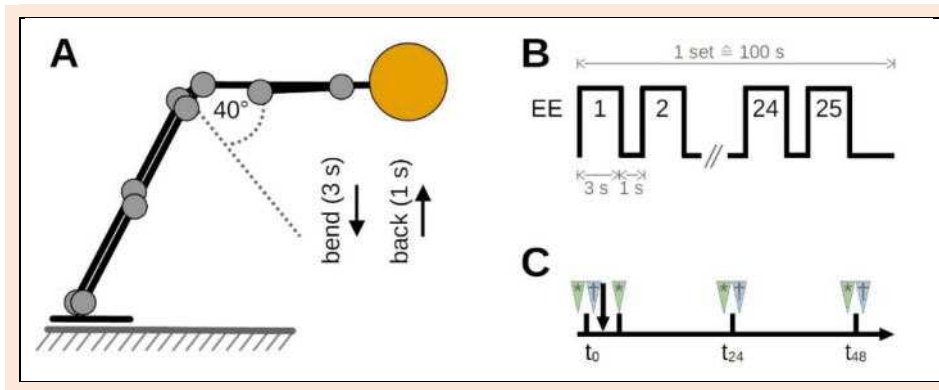 A
40°
bend (3 s)
back (1 s)
B
1 set ≙ 100 s
EE
1
2
24
25
//
3 s
1 s
C
* † * * † * †
t0
t24
t48